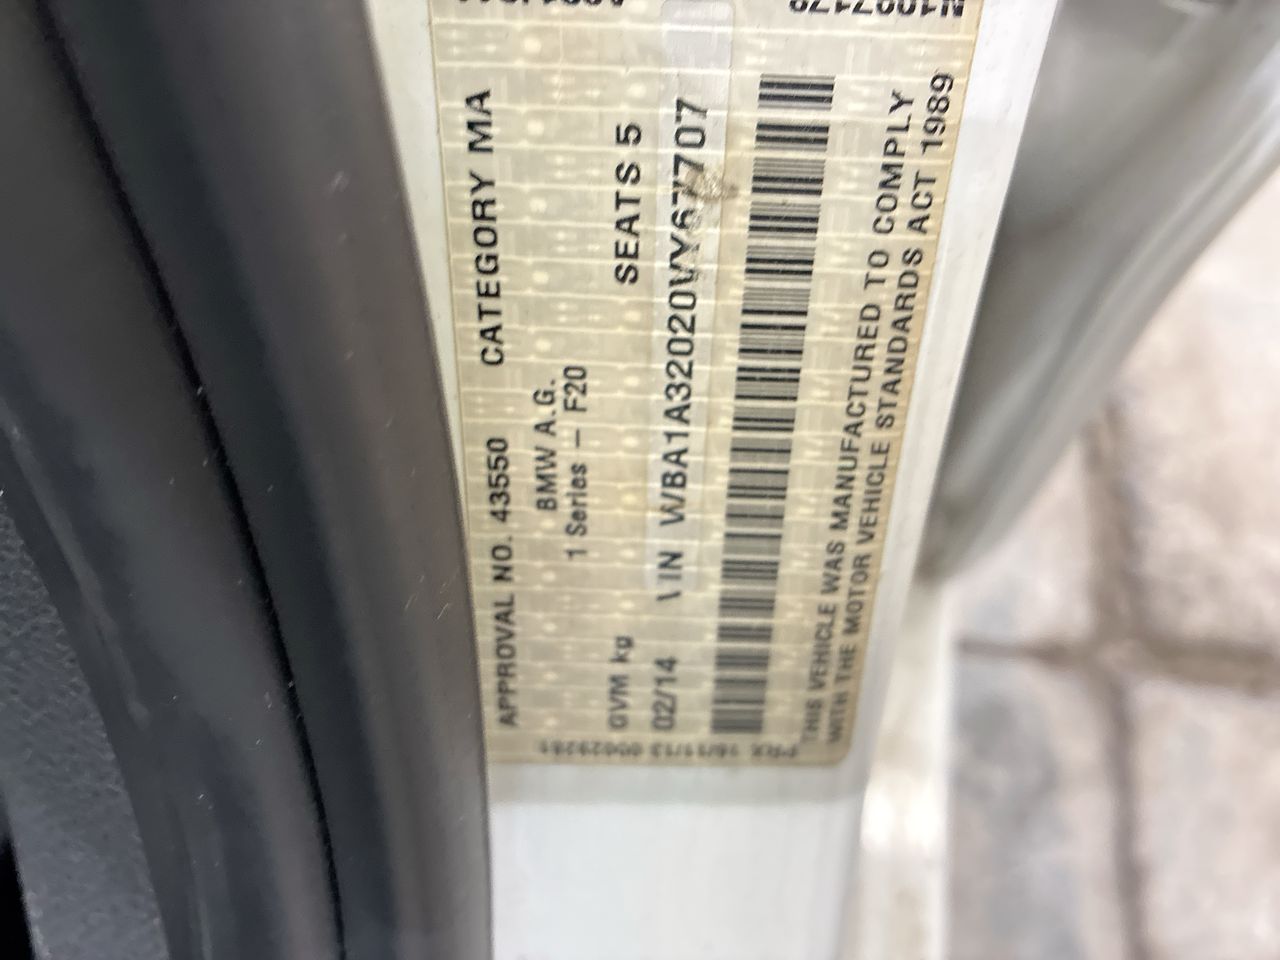 APPROVAL NO. 43550 CATEGORY MA
BMW A.G.
1 Series – F20
GVM kg SEATS 5
02/14 VIN WBA1A32020VY67707
THIS VEHICLE WAS MANUFACTURED TO COMPLY
WITH THE MOTOR VEHICLE STANDARDS ACT 1989